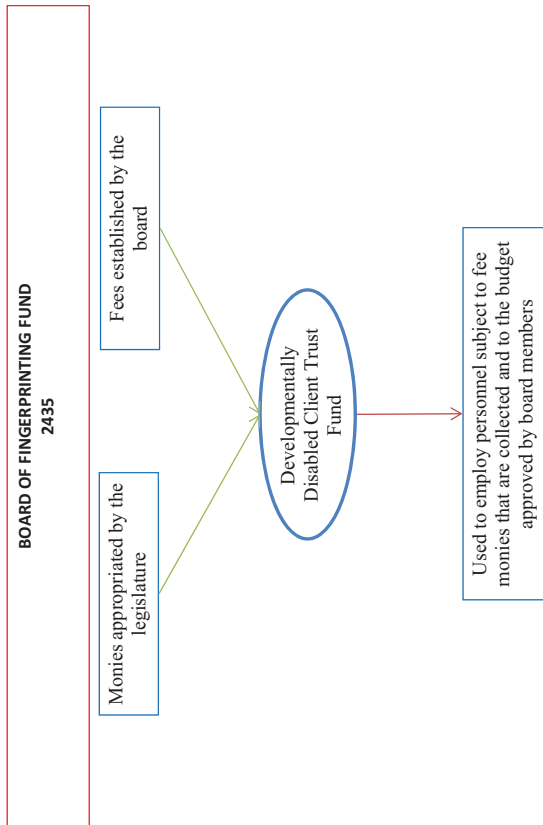 BOARD OF FINGERPRINTING FUND
2435
Monies appropriated by the
legislature
Fees established by the
board
Developmentally
Disabled Client Trust
Fund
Used to employ personnel subject to fee
monies that are collected and to the budget
approved by board members